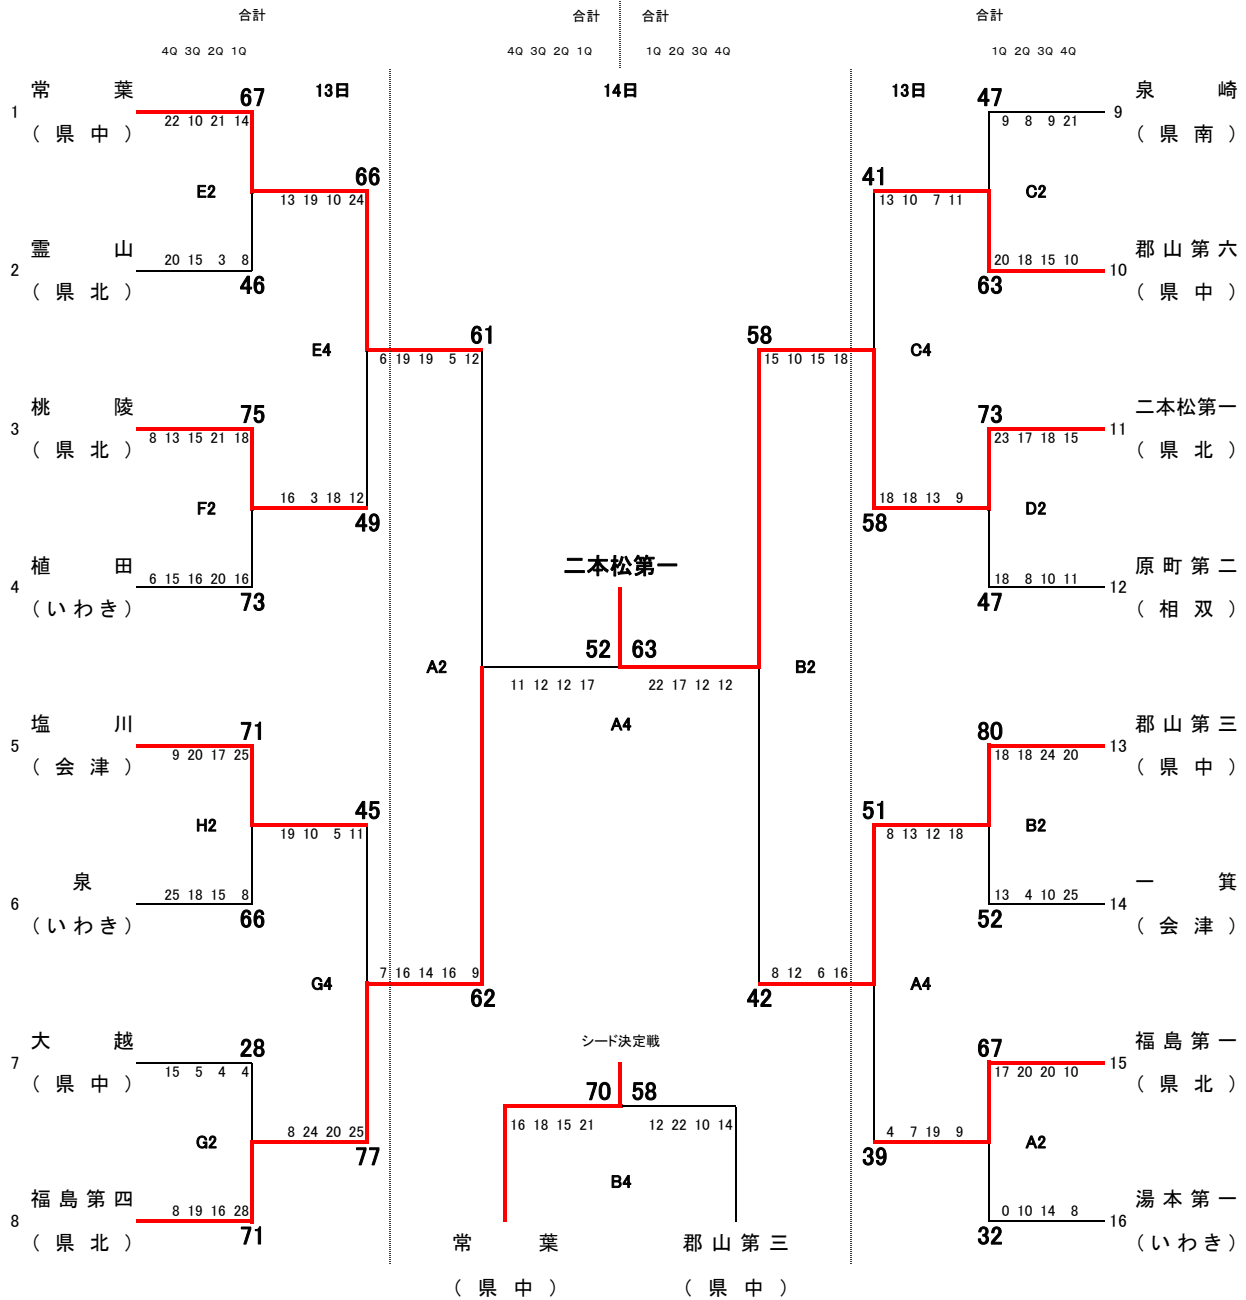 合計 合計 合計 合計
4Q 3Q 2Q 1Q 4Q 3Q 2Q 1Q 1Q 2Q 3Q 4Q 1Q 2Q 3Q 4Q
13日 14日 13日
1 常葉 67
(県中) 22 10 21 14
E2
2 霊山 20 15 3 8
(県北) 46
66
13 19 10 24
E4
3 桃陵 75
(県北) 8 13 15 21 18
F2
16 3 18 12
49
4 植田 6 15 16 20 16
(いわき) 73
61
6 19 19 5 12
A2
5 塩川 71
(会津) 9 20 17 25
H2
45
19 10 5 11
6 泉 25 18 15 8
(いわき) 66
G4
7 16 14 16 9
62
7 大越 28
(県中) 15 5 4 4
G2
8 24 20 25
77
8 福島第四 8 19 16 28
(県北) 71
二本松第一
52 63
11 12 12 17 22 17 12 12
A4
シード決定戦
70 58
16 18 15 21 12 22 10 14
B4
常葉 郡山第三
(県中) (県中)
47 泉崎 9
9 8 9 21 (県南)
C2
41
13 10 7 11
20 18 15 10 郡山第六 10
63 (県中)
58
15 10 15 18
C4
73 二本松第一 11
23 17 18 15 (県北)
D2
18 18 13 9
58
18 8 10 11 原町第二 12
47 (相双)
B2
80 郡山第三 13
18 18 24 20 (県中)
B2
51
8 13 12 18
13 4 10 25 一箕 14
52 (会津)
8 12 6 16
42
A4
67 福島第一 15
17 20 20 10 (県北)
A2
4 7 19 9
39
0 10 14 8 湯本第一 16
32 (いわき)